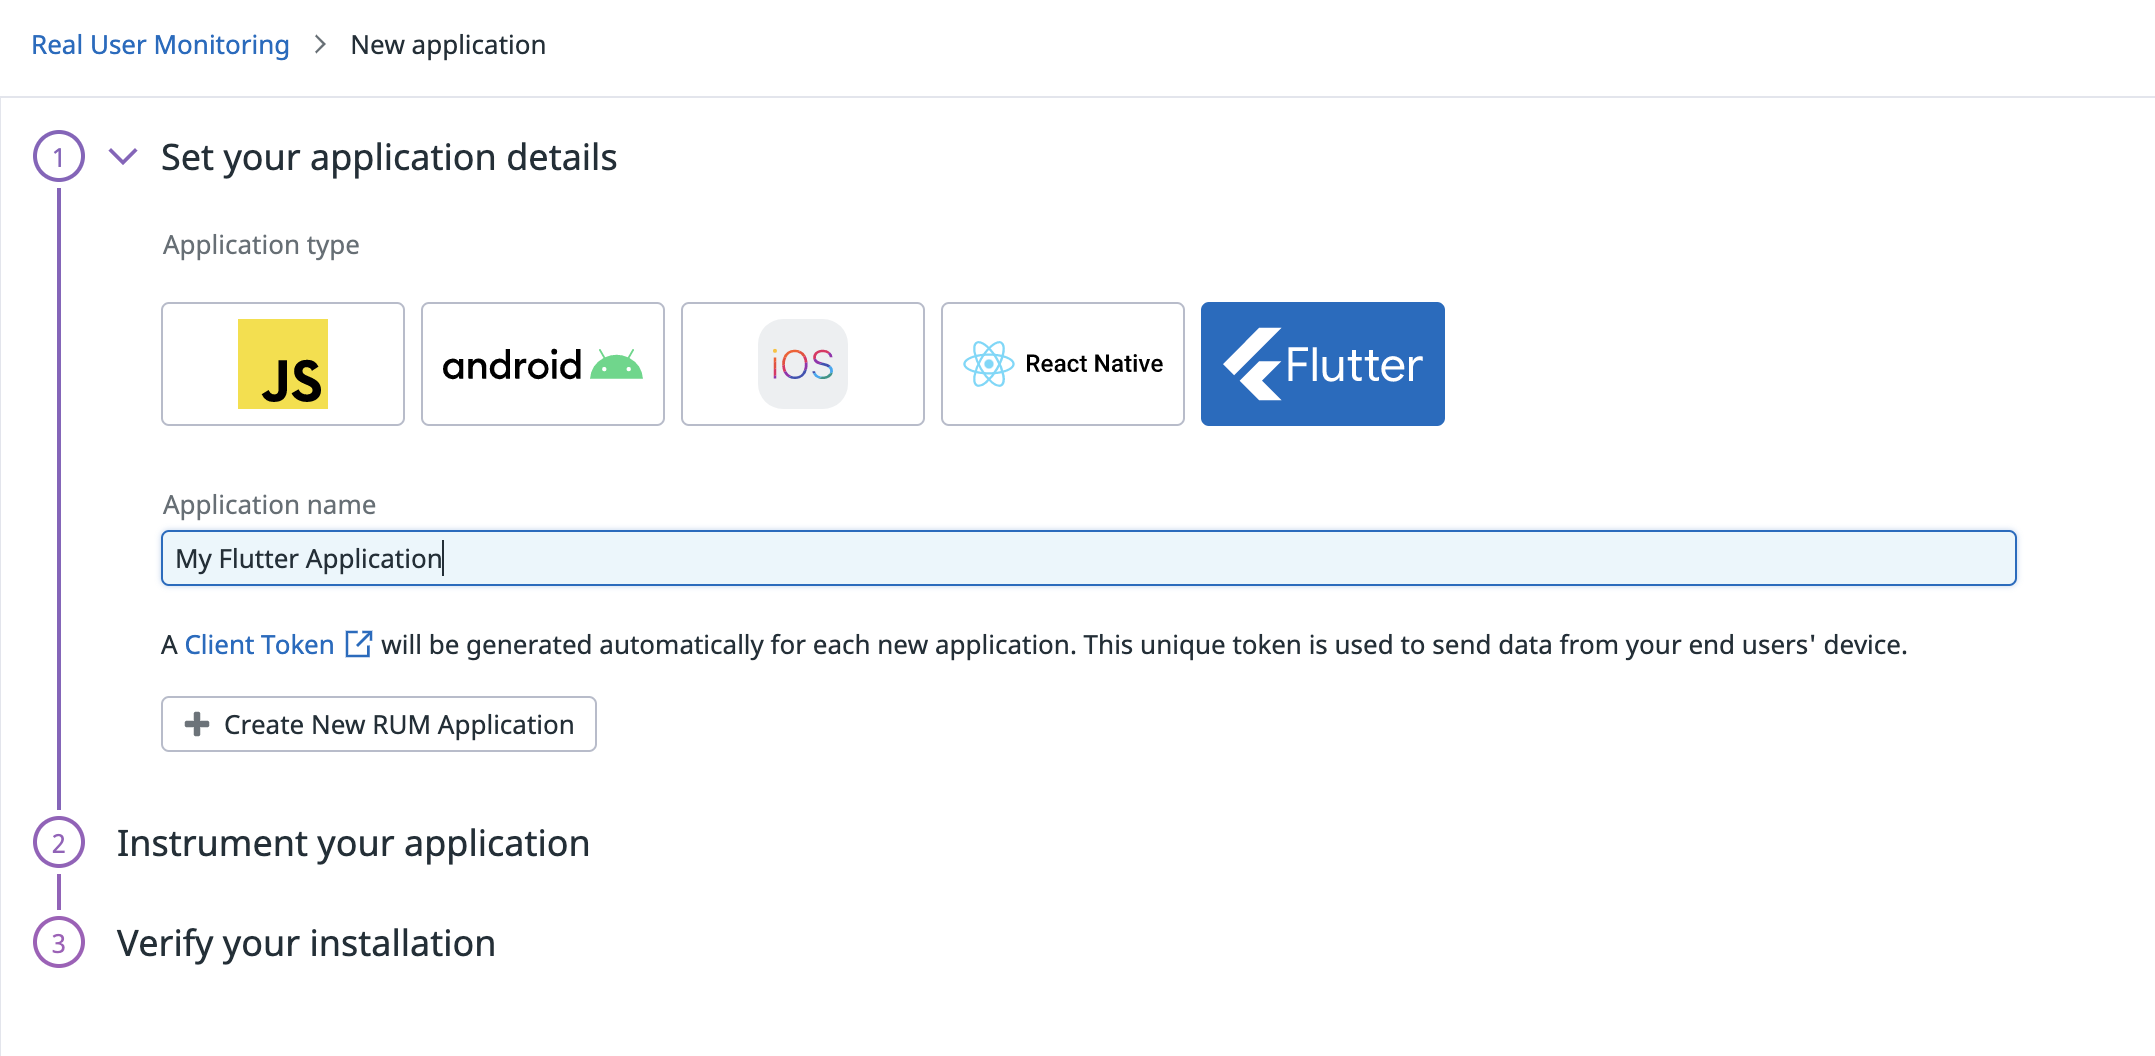 Real User Monitoring > New application
1 Set your application details
Application type
JS android iOS React Native Flutter
Application name
My Flutter Application
A Client Token will be generated automatically for each new application. This unique token is used to send data from your end users' device.
Create New RUM Application
2 Instrument your application
3 Verify your installation